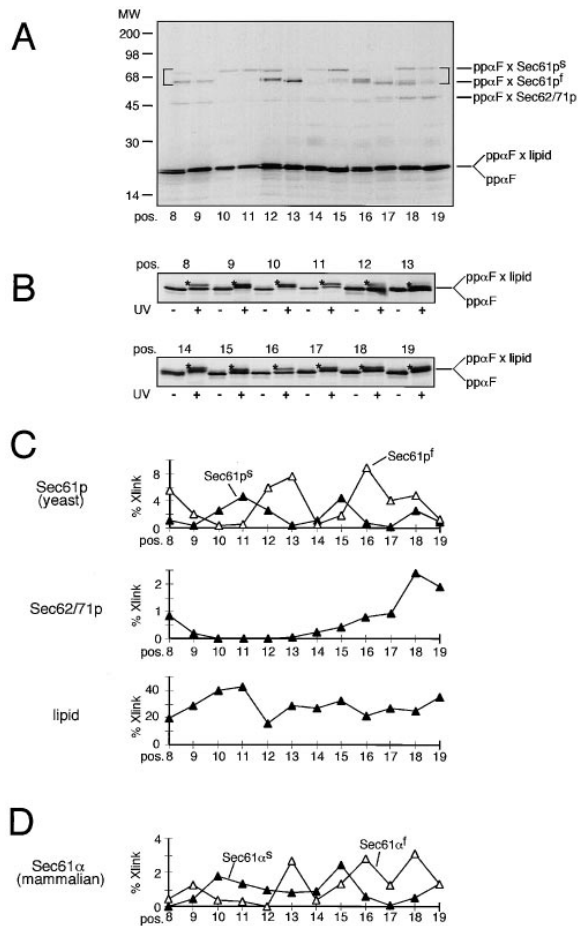 A
MW
200
98
68
45
30
14
ppαF x Sec61pˢ
ppαF x Sec61pᶠ
ppαF x Sec62/71p
ppαF x lipid
ppαF
pos. 8 9 10 11 12 13 14 15 16 17 18 19
B
pos. 8 9 10 11 12 13
* * * * * *
ppαF x lipid
ppαF
UV - + - + - + - + - + - +
pos. 14 15 16 17 18 19
* * * * * *
ppαF x lipid
ppαF
UV - + - + - + - + - + - +
C
Sec61p
(yeast)
% Xlink
8
4
0
Sec61pˢ
Sec61pᶠ
pos. 8 9 10 11 12 13 14 15 16 17 18 19
Sec62/71p
% Xlink
2
1
0
pos. 8 9 10 11 12 13 14 15 16 17 18 19
lipid
% Xlink
40
20
0
pos. 8 9 10 11 12 13 14 15 16 17 18 19
D
Sec61α
(mammalian)
% Xlink
4
2
0
Sec61αˢ
Sec61αᶠ
pos. 8 9 10 11 12 13 14 15 16 17 18 19